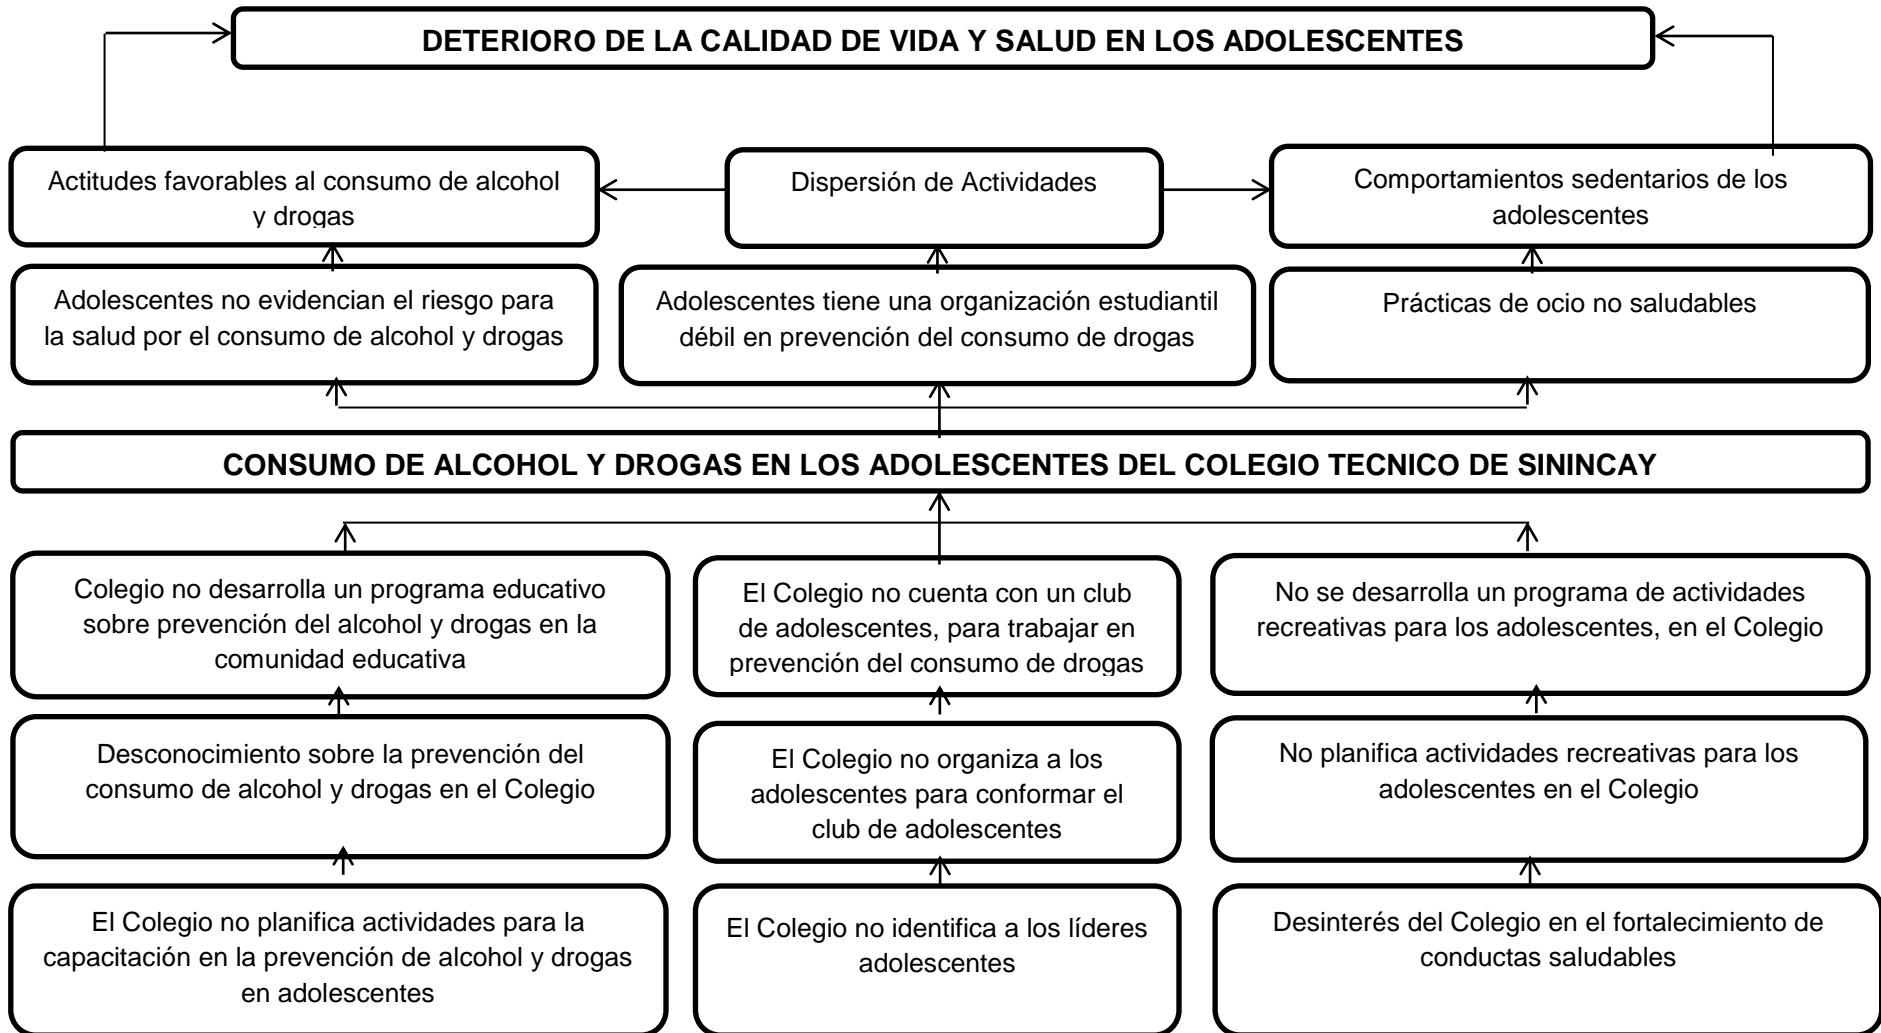 DETERIORO DE LA CALIDAD DE VIDA Y SALUD EN LOS ADOLESCENTES
Actitudes favorables al consumo de alcohol
y drogas
Dispersión de Actividades
Comportamientos sedentarios de los
adolescentes
Adolescentes no evidencian el riesgo para
la salud por el consumo de alcohol y drogas
Adolescentes tiene una organización estudiantil
débil en prevención del consumo de drogas
Prácticas de ocio no saludables
CONSUMO DE ALCOHOL Y DROGAS EN LOS ADOLESCENTES DEL COLEGIO TECNICO DE SININCAY
Colegio no desarrolla un programa educativo
sobre prevención del alcohol y drogas en la
comunidad educativa
El Colegio no cuenta con un club
de adolescentes, para trabajar en
prevención del consumo de drogas
No se desarrolla un programa de actividades
recreativas para los adolescentes, en el Colegio
Desconocimiento sobre la prevención del
consumo de alcohol y drogas en el Colegio
El Colegio no organiza a los
adolescentes para conformar el
club de adolescentes
No planifica actividades recreativas para los
adolescentes en el Colegio
El Colegio no planifica actividades para la
capacitación en la prevención de alcohol y drogas
en adolescentes
El Colegio no identifica a los líderes
adolescentes
Desinterés del Colegio en el fortalecimiento de
conductas saludables